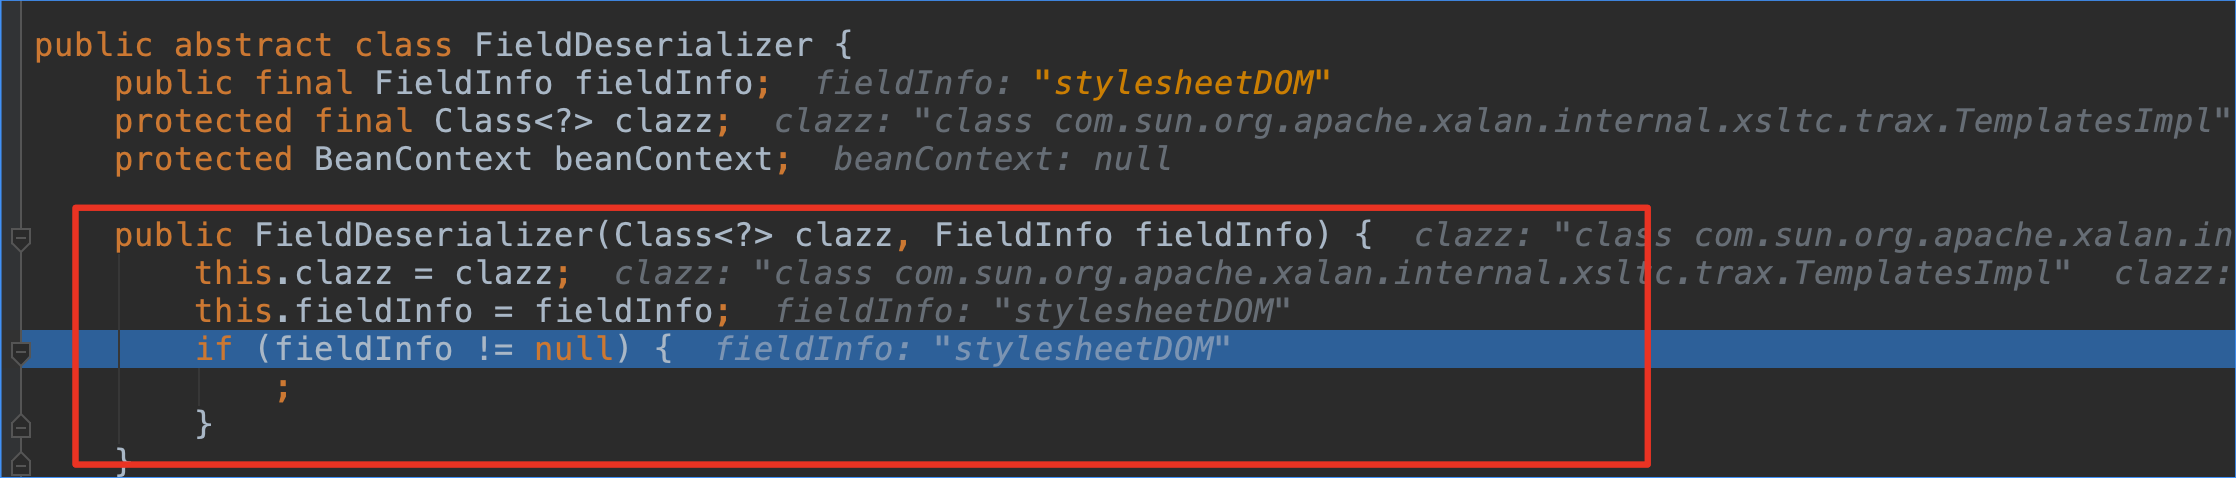 public abstract class FieldDeserializer {
public final FieldInfo fieldInfo; fieldInfo: "stylesheetDOM"
protected final Class<?> clazz; clazz: "class com.sun.org.apache.xalan.internal.xsltc.trax.TemplatesImpl"
protected BeanContext beanContext; beanContext: null
public FieldDeserializer(Class<?> clazz, FieldInfo fieldInfo) { clazz: "class com.sun.org.apache.xalan.in
this.clazz = clazz; clazz: "class com.sun.org.apache.xalan.internal.xsltc.trax.TemplatesImpl" clazz:
this.fieldInfo = fieldInfo; fieldInfo: "stylesheetDOM"
if (fieldInfo != null) { fieldInfo: "stylesheetDOM"
;
}
}